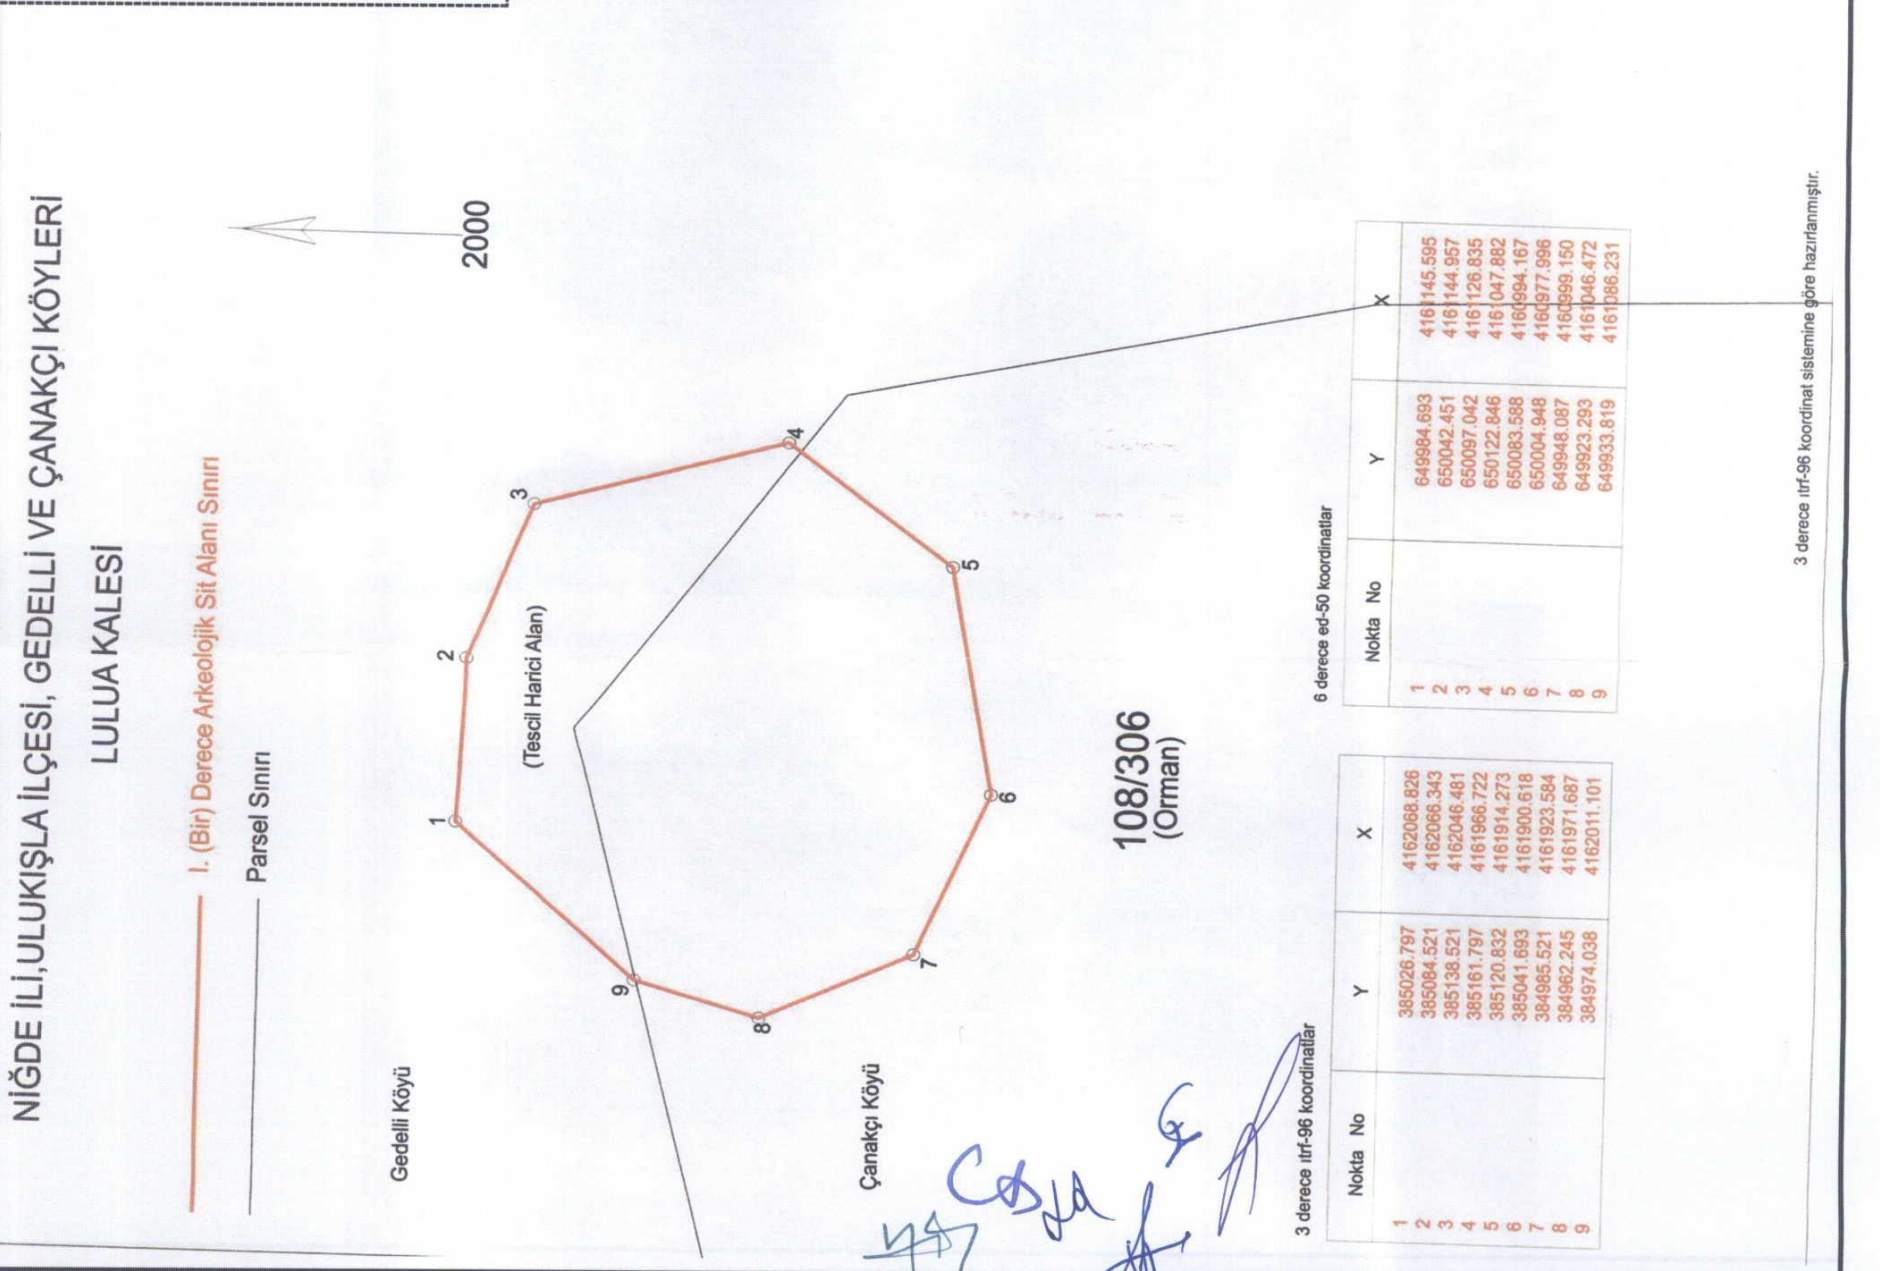 NİĞDE İLİ,ULUKIŞLA İLÇESİ, GEDELLİ VE ÇANAKÇI KÖYLERİ
LULUA KALESİ
I. (Bir) Derece Arkeolojik Sit Alanı Sınırı
Parsel Sınırı
2000
Gedelli Köyü
1
2
3
(Tescil Harici Alan)
4
9
8
5
7
6
Çanakçı Köyü
108/306
(Orman)
3 derece ıtrf-96 koordinatlar
Nokta No Y X
1 385026.797 4162068.826
2 385084.521 4162066.343
3 385138.521 4162046.481
4 385161.797 4161966.722
5 385120.832 4161914.273
6 385041.693 4161900.618
7 384985.521 4161923.584
8 384962.245 4161971.687
9 384974.038 4162011.101
6 derece ed-50 koordinatlar
Nokta No Y X
1 649984.693 4161145.595
2 650042.451 4161144.957
3 650097.042 4161126.835
4 650122.846 4161047.882
5 650083.588 4160994.167
6 650004.948 4160977.996
7 649948.087 4160999.150
8 649923.293 4161046.472
9 649933.819 4161086.231
3 derece ıtrf-96 koordinat sistemine göre hazırlanmıştır.